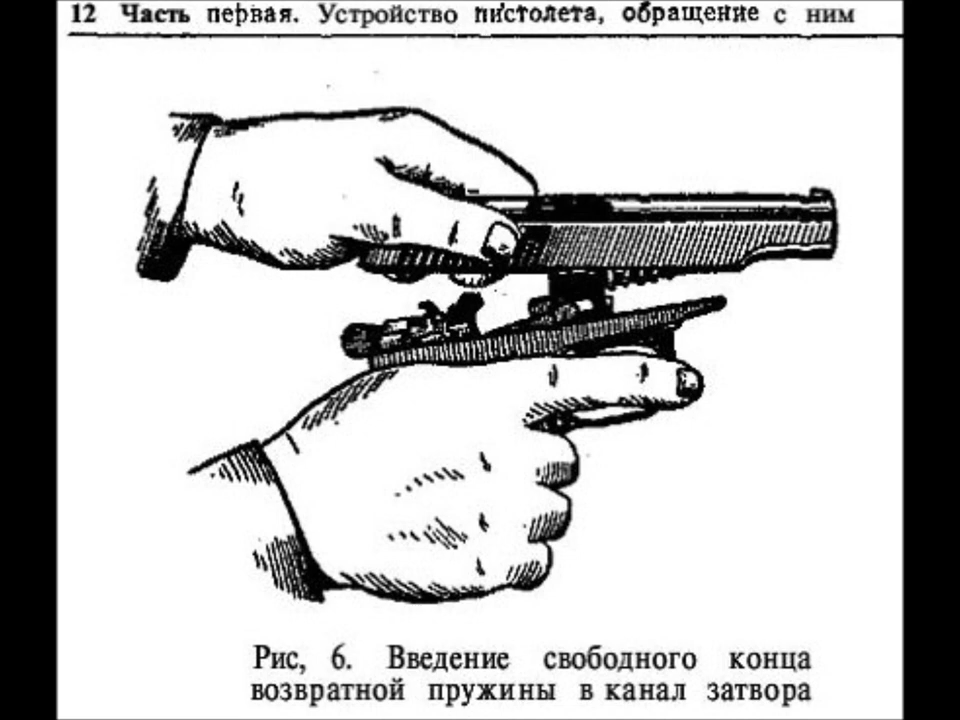 12 Часть первая. Устройство пистолета, обращение с ним
Рис, 6. Введение свободного конца
возвратной пружины в канал затвора